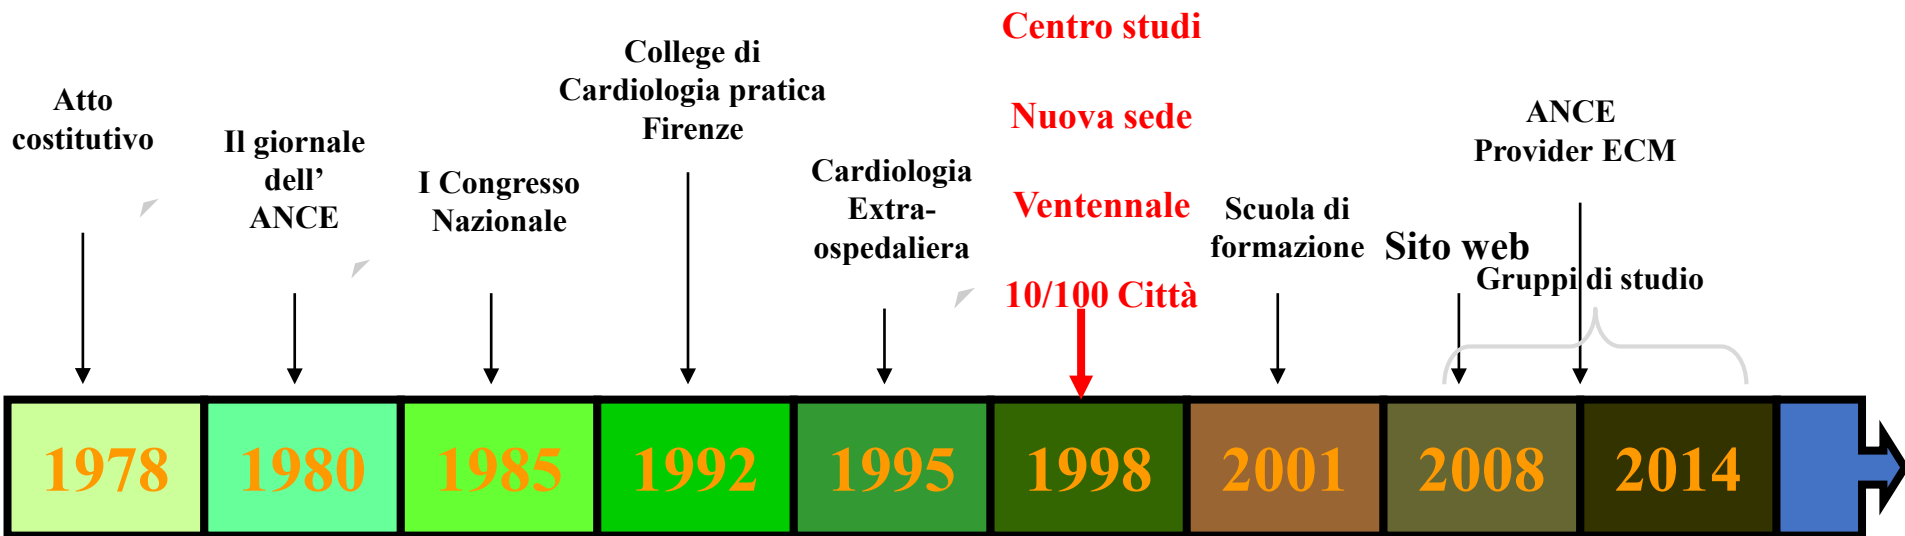 Atto
costitutivo
Il giornale
dell'
ANCE
I Congresso
Nazionale
College di
Cardiologia pratica
Firenze
Cardiologia
Extra-
ospedaliera
Centro studi
Nuova sede
Ventennale
10/100 Città
Scuola di
formazione
Sito web
ANCE
Provider ECM
Gruppi di studio
1978
1980
1985
1992
1995
1998
2001
2008
2014